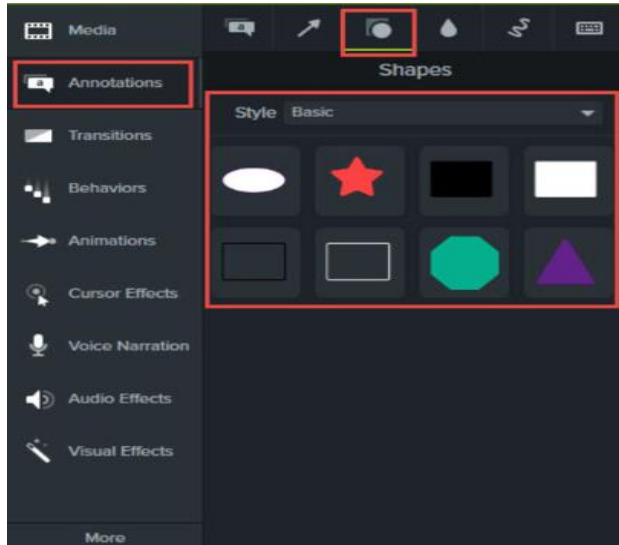 Media
a
Annotations
Transitions
Behaviors
Animations
Cursor Effects
Voice Narration
Audio Effects
Visual Effects
More
a
Shapes
Style Basic